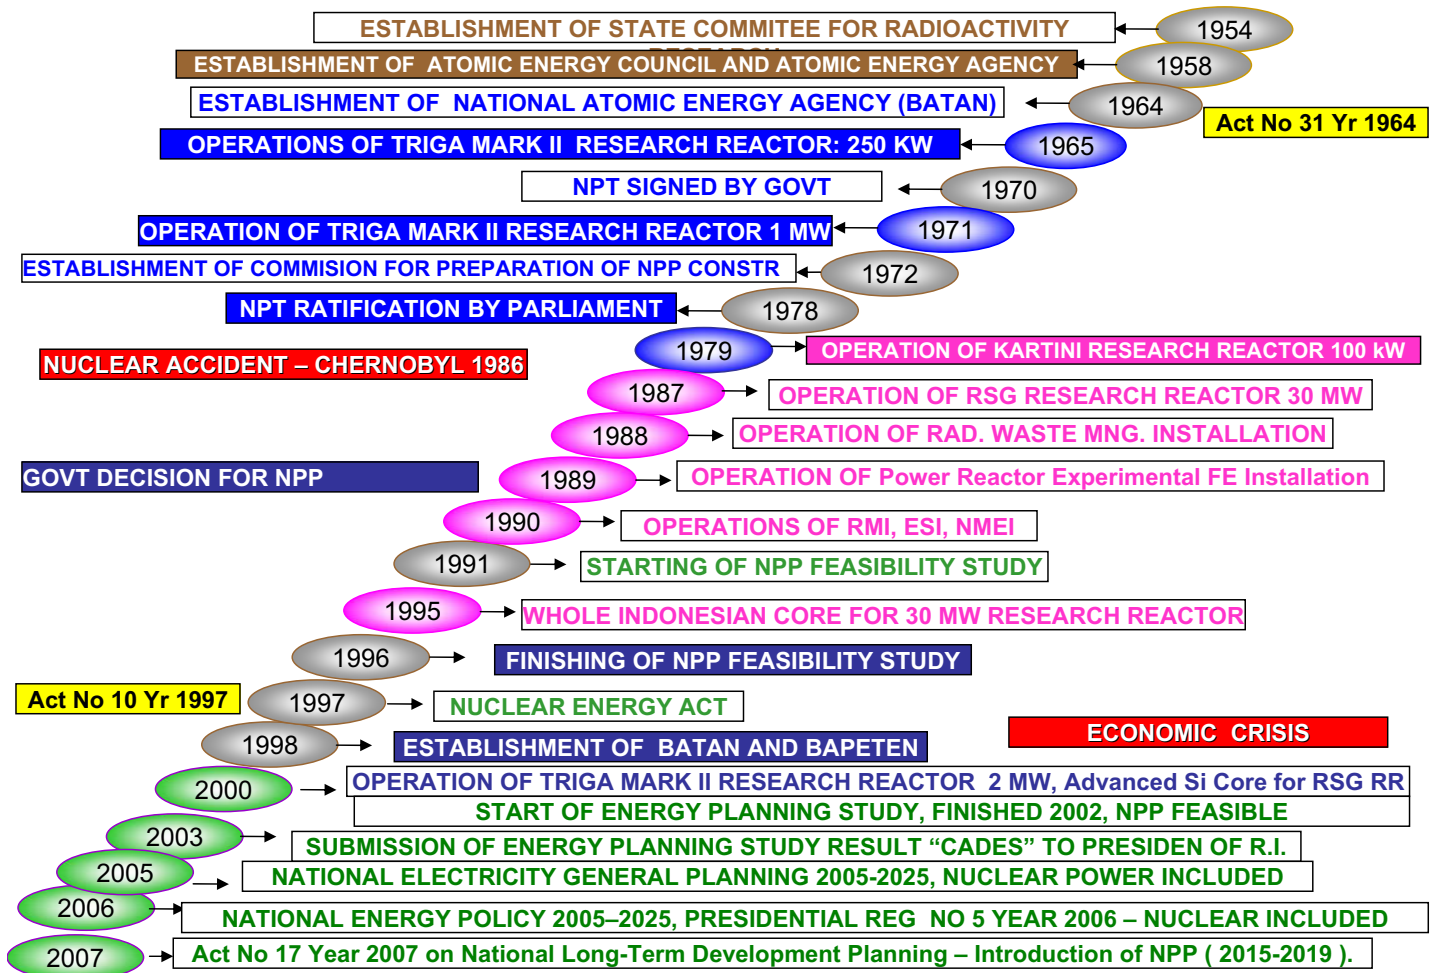 ESTABLISHMENT OF STATE COMMITEE FOR RADIOACTIVITY
RESEARCH
1954
ESTABLISHMENT OF ATOMIC ENERGY COUNCIL AND ATOMIC ENERGY AGENCY
1958
ESTABLISHMENT OF NATIONAL ATOMIC ENERGY AGENCY (BATAN)
1964
Act No 31 Yr 1964
OPERATIONS OF TRIGA MARK II RESEARCH REACTOR: 250 KW
1965
NPT SIGNED BY GOVT
1970
OPERATION OF TRIGA MARK II RESEARCH REACTOR 1 MW
1971
ESTABLISHMENT OF COMMISION FOR PREPARATION OF NPP CONSTR
1972
NPT RATIFICATION BY PARLIAMENT
1978
1979
OPERATION OF KARTINI RESEARCH REACTOR 100 kW
NUCLEAR ACCIDENT – CHERNOBYL 1986
1987
OPERATION OF RSG RESEARCH REACTOR 30 MW
1988
OPERATION OF RAD. WASTE MNG. INSTALLATION
GOVT DECISION FOR NPP
1989
OPERATION OF Power Reactor Experimental FE Installation
1990
OPERATIONS OF RMI, ESI, NMEI
1991
STARTING OF NPP FEASIBILITY STUDY
1995
WHOLE INDONESIAN CORE FOR 30 MW RESEARCH REACTOR
1996
FINISHING OF NPP FEASIBILITY STUDY
Act No 10 Yr 1997
1997
NUCLEAR ENERGY ACT
1998
ESTABLISHMENT OF BATAN AND BAPETEN
ECONOMIC CRISIS
2000
OPERATION OF TRIGA MARK II RESEARCH REACTOR 2 MW, Advanced Si Core for RSG RR
START OF ENERGY PLANNING STUDY, FINISHED 2002, NPP FEASIBLE
2003
SUBMISSION OF ENERGY PLANNING STUDY RESULT “CADES” TO PRESIDEN OF R.I.
2005
NATIONAL ELECTRICITY GENERAL PLANNING 2005-2025, NUCLEAR POWER INCLUDED
2006
NATIONAL ENERGY POLICY 2005–2025, PRESIDENTIAL REG NO 5 YEAR 2006 – NUCLEAR INCLUDED
2007
Act No 17 Year 2007 on National Long-Term Development Planning – Introduction of NPP ( 2015-2019 ).